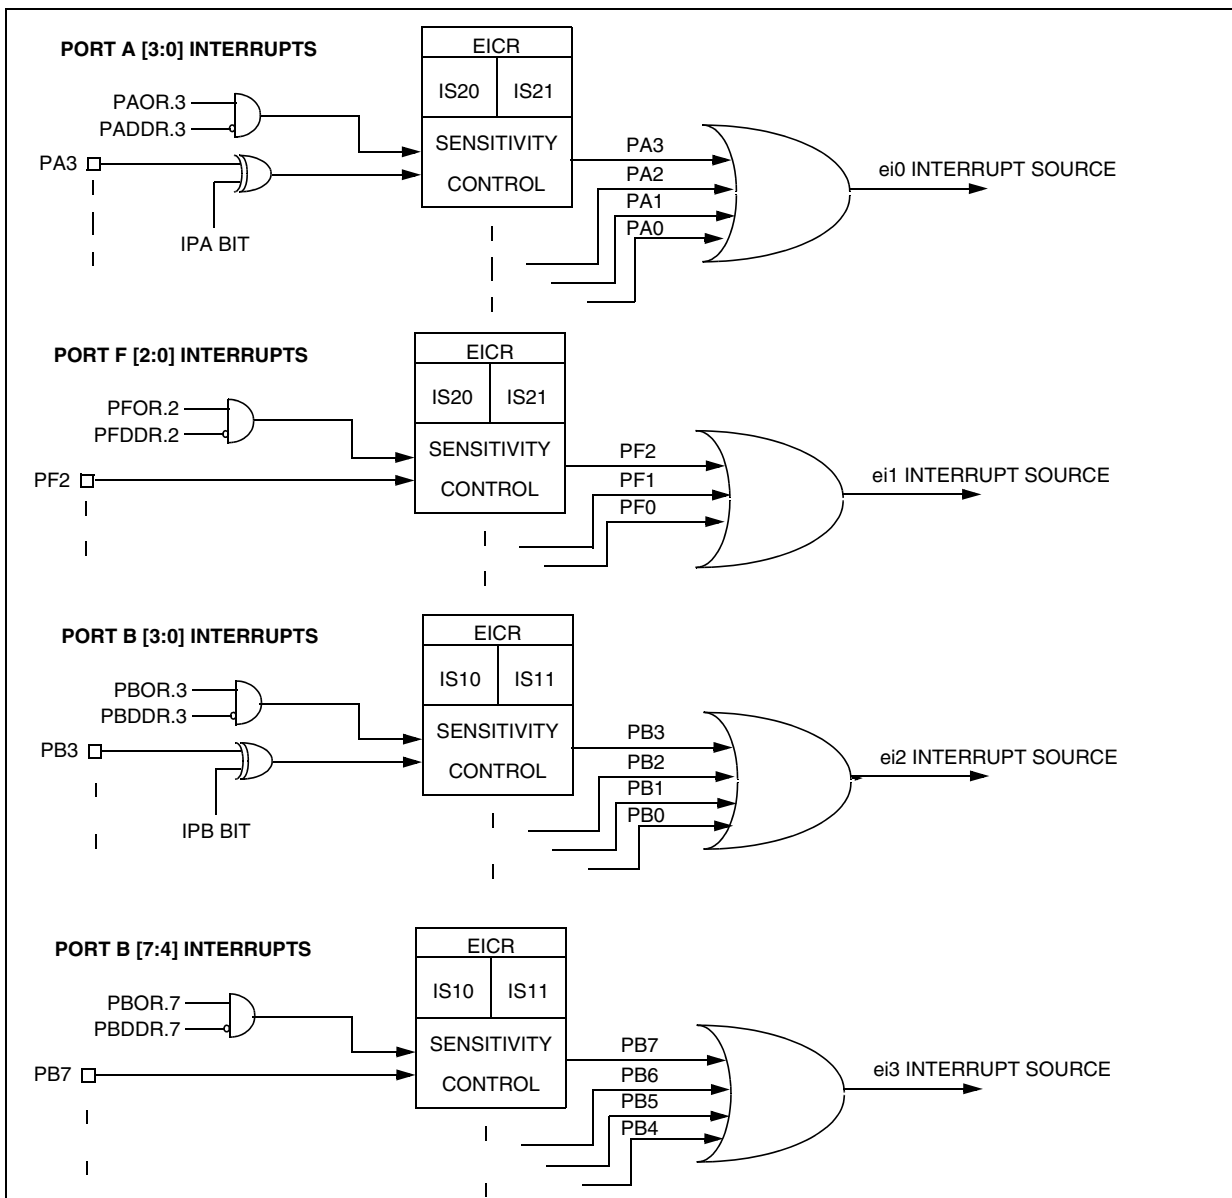 PORT A [3:0] INTERRUPTS
EICR
IS20 IS21
PAOR.3
PADDR.3
SENSITIVITY
CONTROL
PA3
IPA BIT
PA3
PA2
PA1
PA0
ei0 INTERRUPT SOURCE
PORT F [2:0] INTERRUPTS
EICR
IS20 IS21
PFOR.2
PFDDR.2
SENSITIVITY
CONTROL
PF2
PF2
PF1
PF0
ei1 INTERRUPT SOURCE
PORT B [3:0] INTERRUPTS
EICR
IS10 IS11
PBOR.3
PBDDR.3
SENSITIVITY
CONTROL
PB3
IPB BIT
PB3
PB2
PB1
PB0
ei2 INTERRUPT SOURCE
PORT B [7:4] INTERRUPTS
EICR
IS10 IS11
PBOR.7
PBDDR.7
SENSITIVITY
CONTROL
PB7
PB7
PB6
PB5
PB4
ei3 INTERRUPT SOURCE